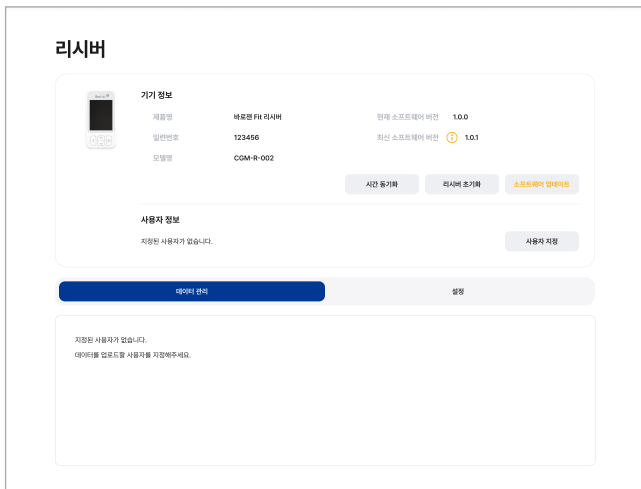 리시버
기기 정보
제품명 바로잰 Fit 리시버 현재 소프트웨어 버전 1.0.0
일련번호 123456 최신 소프트웨어 버전 1.0.1
모델명 CGM-R-002
시간 동기화 리시버 초기화 소프트웨어 업데이트
사용자 정보
지정된 사용자가 없습니다. 사용자 지정
데이터 관리 설정
지정된 사용자가 없습니다.
데이터를 업로드할 사용자를 지정해주세요.